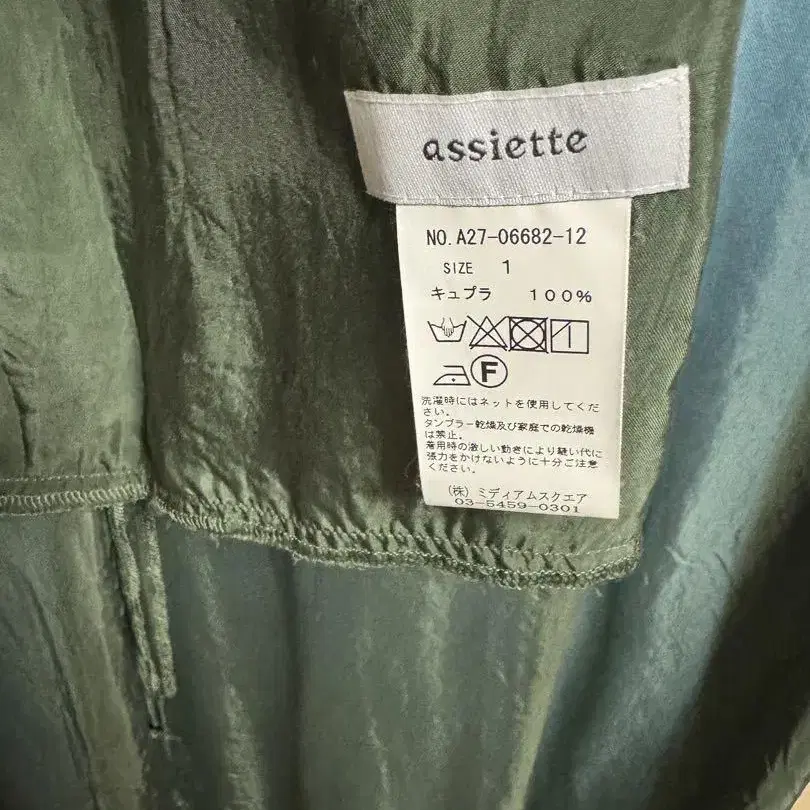 assiette
NO. A27-06682-12
SIZE 1
キュプラ 100%
F
洗濯時にはネットを使用してくだ
さい。
タンブラー乾燥及び家庭での乾燥機
は禁止。
着用時の激しい動きにより縫い代に
張力をかけないように十分ご注意
ください。
(株) ミディアムスクエア
03-5459-0301